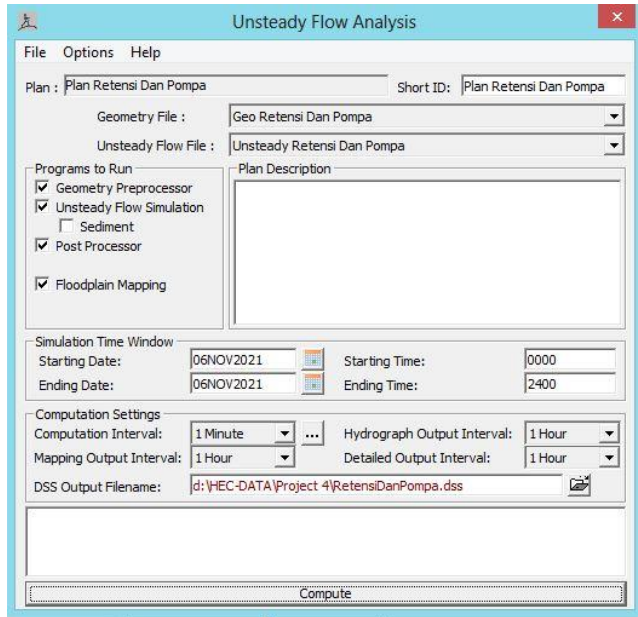 Unsteady Flow Analysis
File Options Help
Plan : Plan Retensi Dan Pompa Short ID: Plan Retensi Dan Pompa
Geometry File : Geo Retensi Dan Pompa
Unsteady Flow File : Unsteady Retensi Dan Pompa
Programs to Run
Geometry Preprocessor
Unsteady Flow Simulation
Sediment
Post Processor
Floodplain Mapping
Plan Description
Simulation Time Window
Starting Date: 06NOV2021 Starting Time: 0000
Ending Date: 06NOV2021 Ending Time: 2400
Computation Settings
Computation Interval: 1 Minute ... Hydrograph Output Interval: 1 Hour
Mapping Output Interval: 1 Hour Detailed Output Interval: 1 Hour
DSS Output Filename: d:\HEC-DATA\Project 4\RetensiDanPompa.dss
Compute